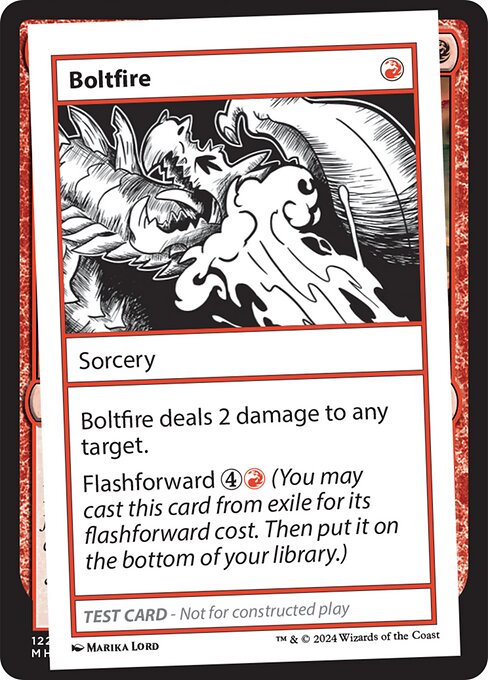 Boltfire
Sorcery
Boltfire deals 2 damage to any
target.
Flashforward 4 (You may
cast this card from exile for its
flashforward cost. Then put it on
the bottom of your library.)
TEST CARD - Not for constructed play
122
MH
MARIKA LORD
™ & © 2024 Wizards of the Coast